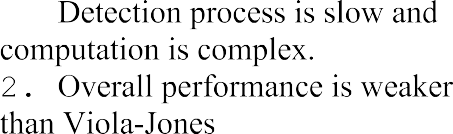 Detection process is slow and
computation is complex.
2. Overall performance is weaker
than Viola-Jones